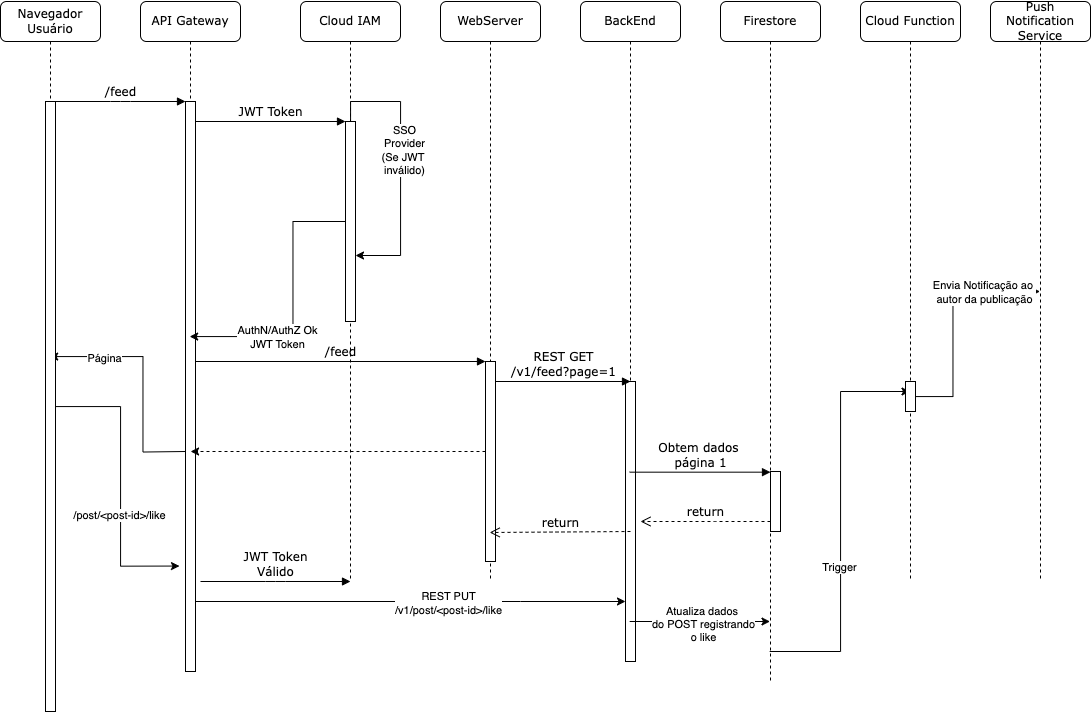 Navegador
Usuário
API Gateway
Cloud IAM
WebServer
BackEnd
Firestore
Cloud Function
Push
Notification
Service
/feed
JWT Token
SSO
Provider
(Se JWT
inválido)
Envia Notificação ao
autor da publicação
AuthN/AuthZ Ok
JWT Token
Página
/feed
REST GET
/v1/feed?page=1
Obtem dados
página 1
return
return
/post/<post-id>/like
JWT Token
Válido
Trigger
REST PUT
/v1/post/<post-id>/like
Atualiza dados
do POST registrando
o like